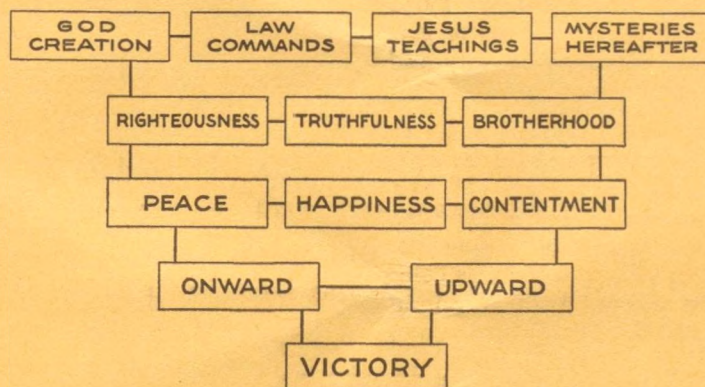 GOD
CREATION
LAW
COMMANDS
JESUS
TEACHINGS
MYSTERIES
HEREAFTER
RIGHTEOUSNESS
TRUTHFULNESS
BROTHERHOOD
PEACE
HAPPINESS
CONTENTMENT
ONWARD
UPWARD
VICTORY